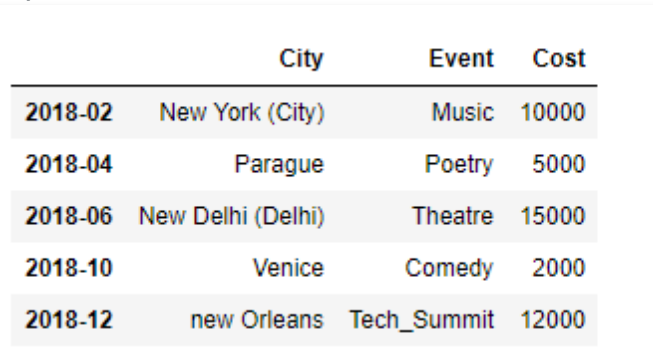 City Event Cost
2018-02 New York (City) Music 10000
2018-04 Parague Poetry 5000
2018-06 New Delhi (Delhi) Theatre 15000
2018-10 Venice Comedy 2000
2018-12 new Orleans Tech_Summit 12000